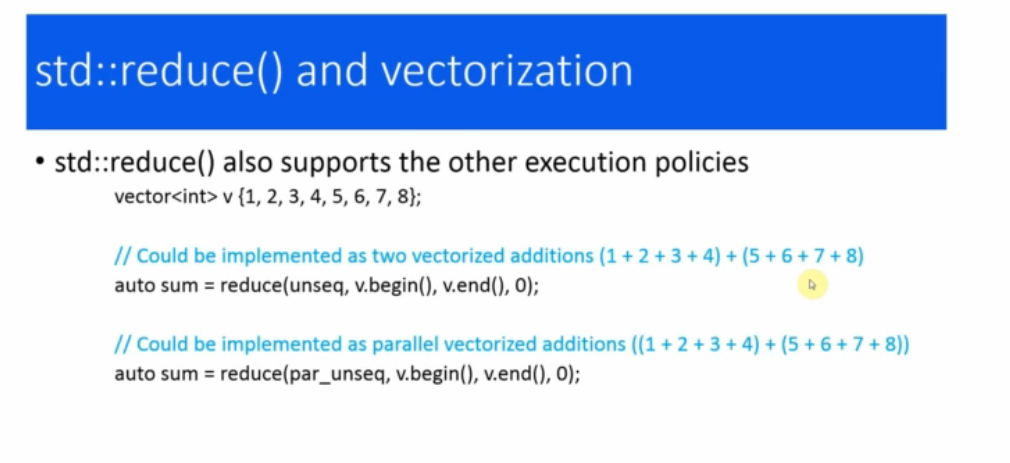 std::reduce() and vectorization
• std::reduce() also supports the other execution policies
vector<int> v {1, 2, 3, 4, 5, 6, 7, 8};
// Could be implemented as two vectorized additions (1 + 2 + 3 + 4) + (5 + 6 + 7 + 8)
auto sum = reduce(unseq, v.begin(), v.end(), 0);
// Could be implemented as parallel vectorized additions ((1 + 2 + 3 + 4) + (5 + 6 + 7 + 8))
auto sum = reduce(par_unseq, v.begin(), v.end(), 0);